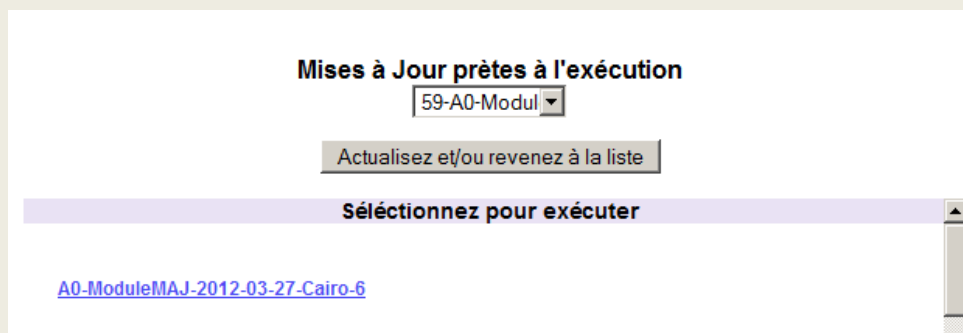 Mises à Jour prètes à l'exécution
59-A0-Modul
Actualisez et/ou revenez à la liste
Séléctionnez pour exécuter
A0-ModuleMAJ-2012-03-27-Cairo-6